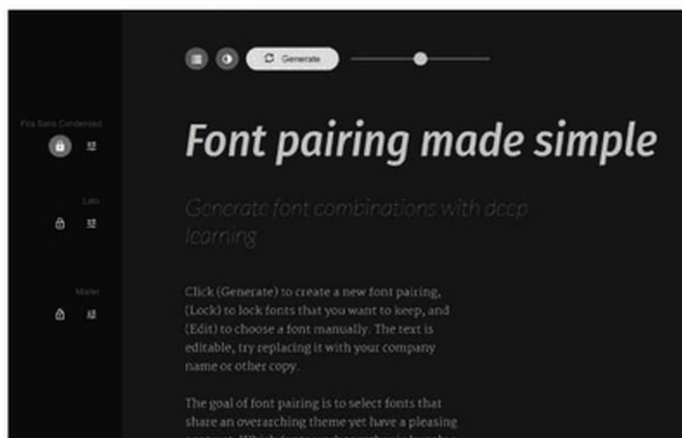 Generate
Fira Sans Condensed
Font pairing made simple
Lato
Generate font combinations with deep
learning
Martel
Click (Generate) to create a new font pairing,
(Lock) to lock fonts that you want to keep, and
(Edit) to choose a font manually. The text is
editable, try replacing it with your company
name or other copy.
The goal of font pairing is to select fonts that
share an overarching theme yet have a pleasing